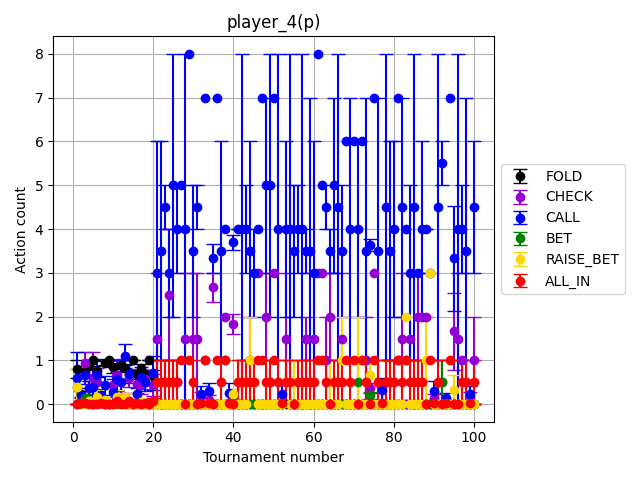 player_4(p)
Action count
8
7
6
5
4
3
2
1
0
0 20 40 60 80 100
Tournament number
FOLD
CHECK
CALL
BET
RAISE_BET
ALL_IN